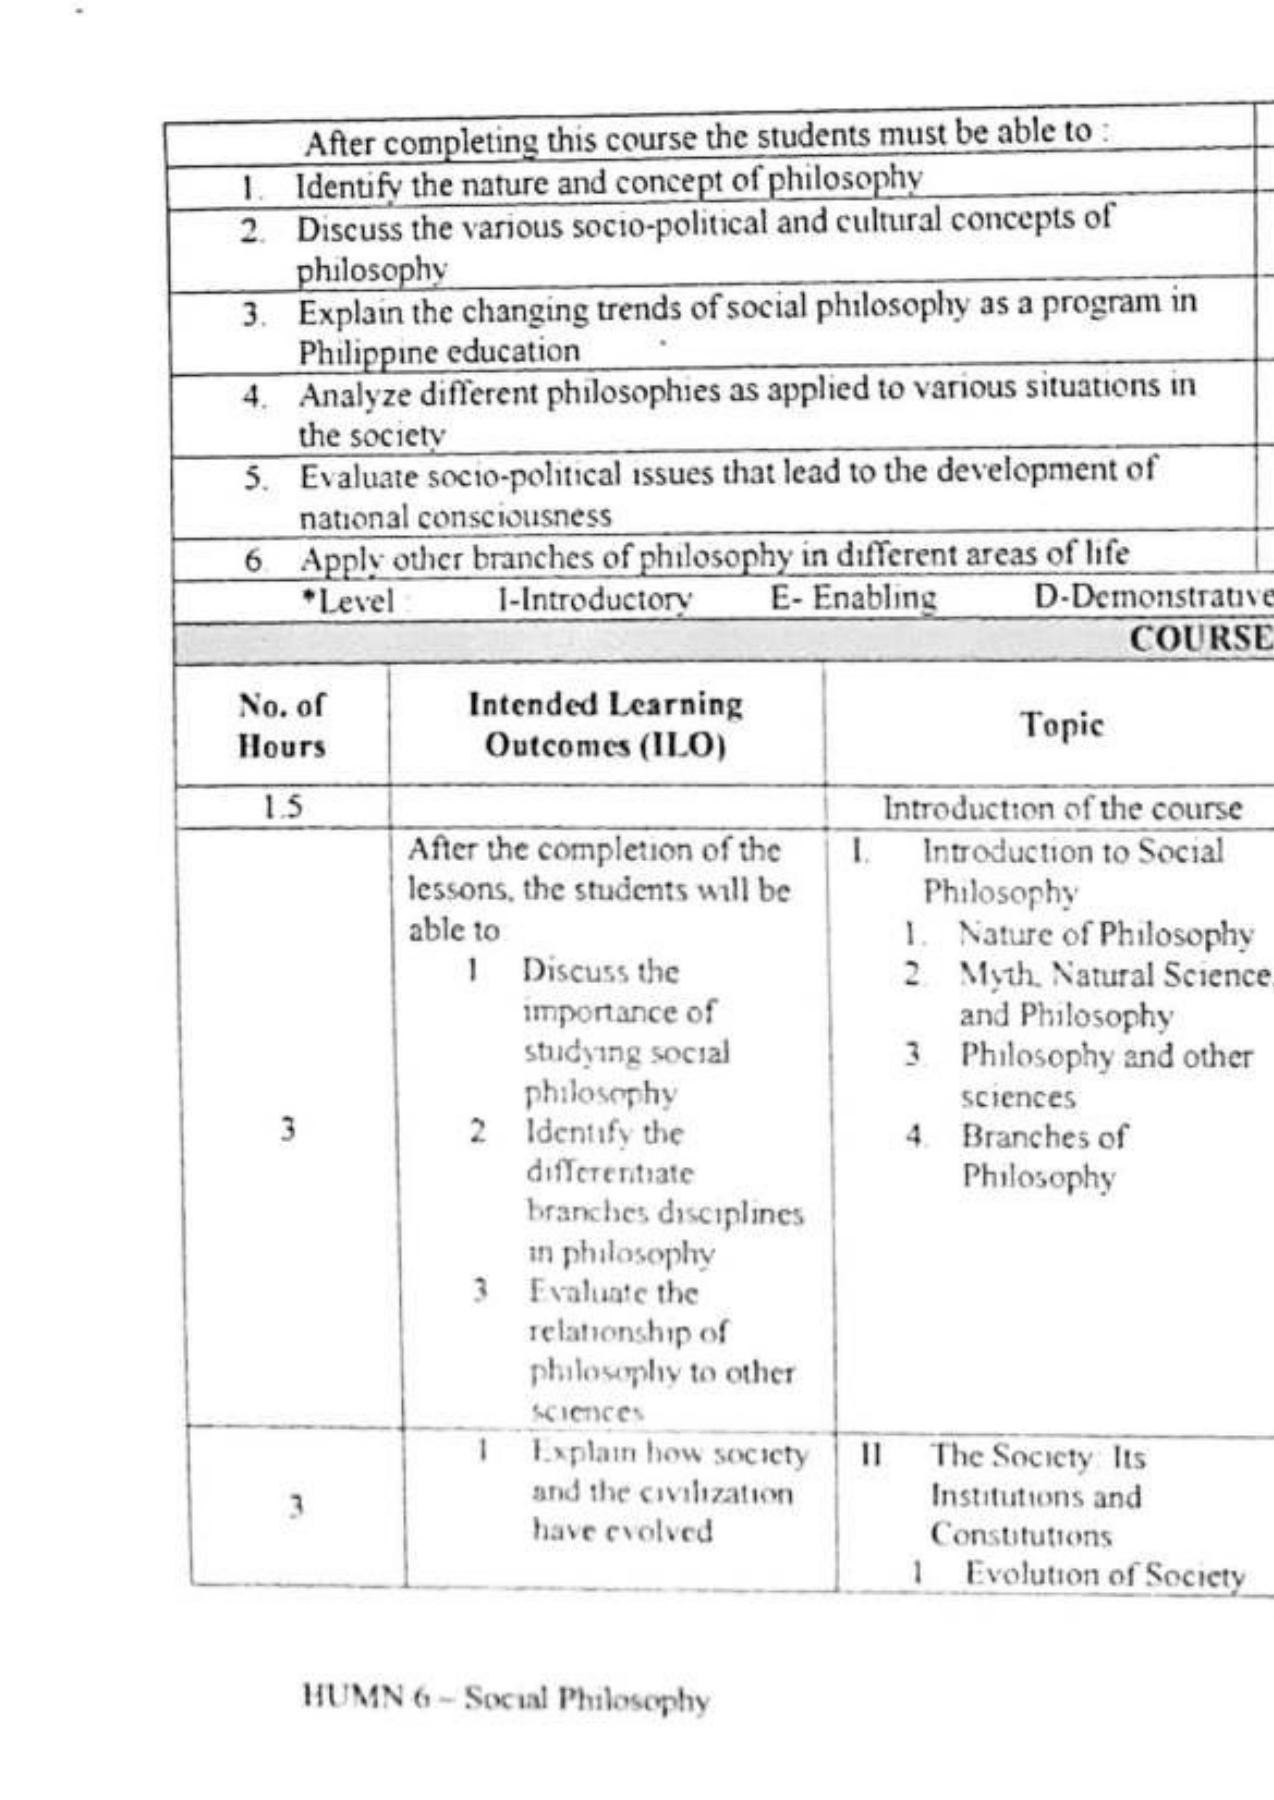 After completing this course the students must be able to :
1. Identify the nature and concept of philosophy
2. Discuss the various socio-political and cultural concepts of
philosophy
3. Explain the changing trends of social philosophy as a program in
Philippine education
4. Analyze different philosophies as applied to various situations in
the society
5. Evaluate socio-political issues that lead to the development of
national consciousness
6 Apply other branches of philosophy in different areas of life
*Level : I-Introductory E- Enabling D-Demonstrative
COURSE
No. of
Hours
Intended Learning
Outcomes (ILO)
Topic
1.5
Introduction of the course
3
After the completion of the
lessons, the students will be
able to
1 Discuss the
importance of
studying social
philosophy
2 Identify the
differentiate
branches disciplines
in philosophy
3 Evaluate the
relationship of
philosophy to other
sciences
I. Introduction to Social
Philosophy
1. Nature of Philosophy
2. Myth, Natural Science,
and Philosophy
3. Philosophy and other
sciences
4. Branches of
Philosophy
3
1 Explain how society
and the civilization
have evolved
II The Society: Its
Institutions and
Constitutions
1 Evolution of Society
HUMN 6 – Social Philosophy